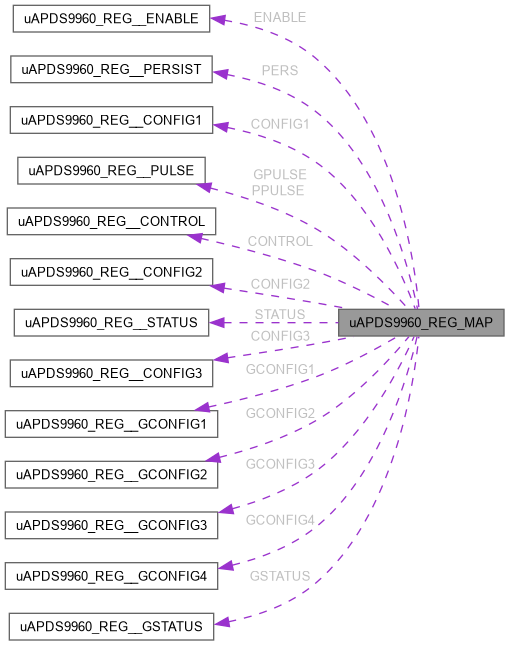 uAPDS9960_REG__ENABLE
ENABLE
uAPDS9960_REG__PERSIST
PERS
uAPDS9960_REG__CONFIG1
CONFIG1
uAPDS9960_REG__PULSE
GPULSE
PPULSE
uAPDS9960_REG__CONTROL
CONTROL
uAPDS9960_REG__CONFIG2
CONFIG2
uAPDS9960_REG__STATUS
STATUS
uAPDS9960_REG_MAP
uAPDS9960_REG__CONFIG3
CONFIG3
uAPDS9960_REG__GCONFIG1
GCONFIG1
uAPDS9960_REG__GCONFIG2
GCONFIG2
uAPDS9960_REG__GCONFIG3
GCONFIG3
uAPDS9960_REG__GCONFIG4
GCONFIG4
uAPDS9960_REG__GSTATUS
GSTATUS